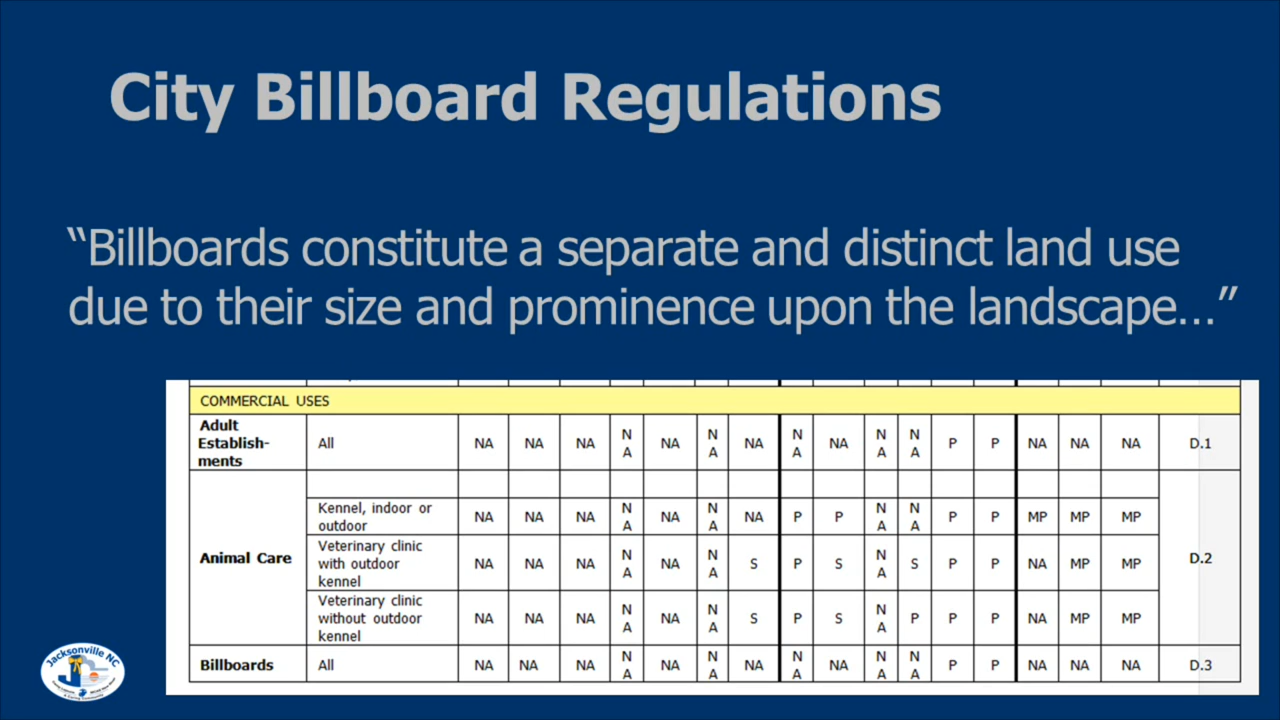 City Billboard Regulations
“Billboards constitute a separate and distinct land use
due to their size and prominence upon the landscape…”
COMMERCIAL USES
Adult Establish-ments All NA NA NA NA NA NA NA NA NA NA NA P P NA NA NA D.1
Animal Care
Kennel, indoor or outdoor NA NA NA NA NA NA NA P P NA NA P P MP MP MP
Veterinary clinic with outdoor kennel NA NA NA NA NA NA S P S NA S P P NA MP MP
D.2
Veterinary clinic without outdoor kennel NA NA NA NA NA NA S P S NA P P P NA MP MP
Billboards All NA NA NA NA NA NA NA NA NA NA NA P P NA NA NA D.3
Jacksonville NC